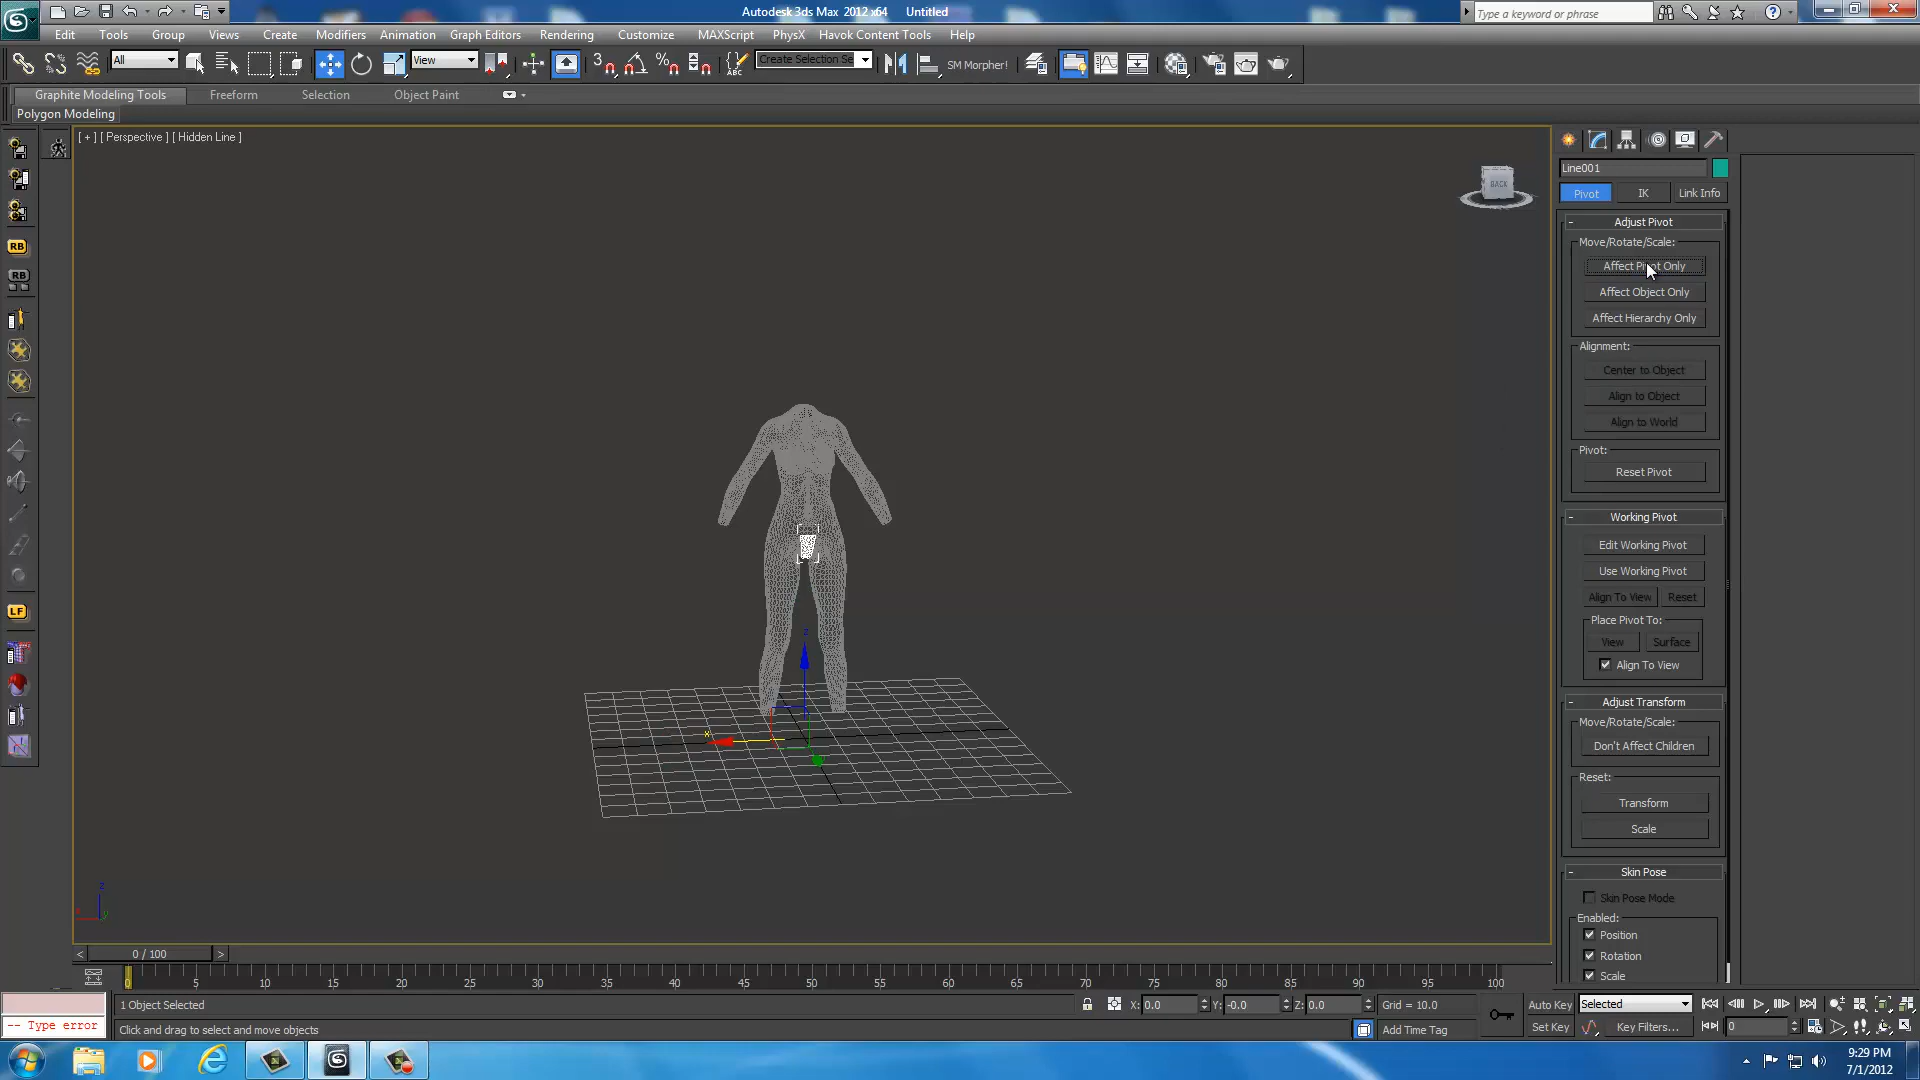 Autodesk 3ds Max 2012 x64 Untitled
Type a keyword or phrase
Edit Tools Group Views Create Modifiers Animation Graph Editors Rendering Customize MAXScript PhysX Havok Content Tools Help
All View 3 Create Selection Se SM Morpher!
ABC
Graphite Modeling Tools Freeform Selection Object Paint
Polygon Modeling
[ + ] [ Perspective ] [ Hidden Line ]
BACK
Line001
Pivot IK Link Info
- Adjust Pivot
Move/Rotate/Scale:
Affect Pivot Only
Affect Object Only
Affect Hierarchy Only
Alignment:
Center to Object
Align to Object
Align to World
Pivot:
Reset Pivot
- Working Pivot
Edit Working Pivot
Use Working Pivot
Align To View Reset
Place Pivot To:
View Surface
Align To View
- Adjust Transform
Move/Rotate/Scale:
Don't Affect Children
Reset:
Transform
Scale
- Skin Pose
Skin Pose Mode
Enabled:
Position
Rotation
Scale
RB
RB
LF
z
x
z
x y
< 0 / 100 >
0 5 10 15 20 25 30 35 40 45 50 55 60 65 70 75 80 85 90 95 100
1 Object Selected X: 0.0 Y: -0.0 Z: 0.0 Grid = 10.0 Auto Key Selected
-- Type error Click and drag to select and move objects Add Time Tag Set Key Key Filters... 0
9:29 PM
7/1/2012